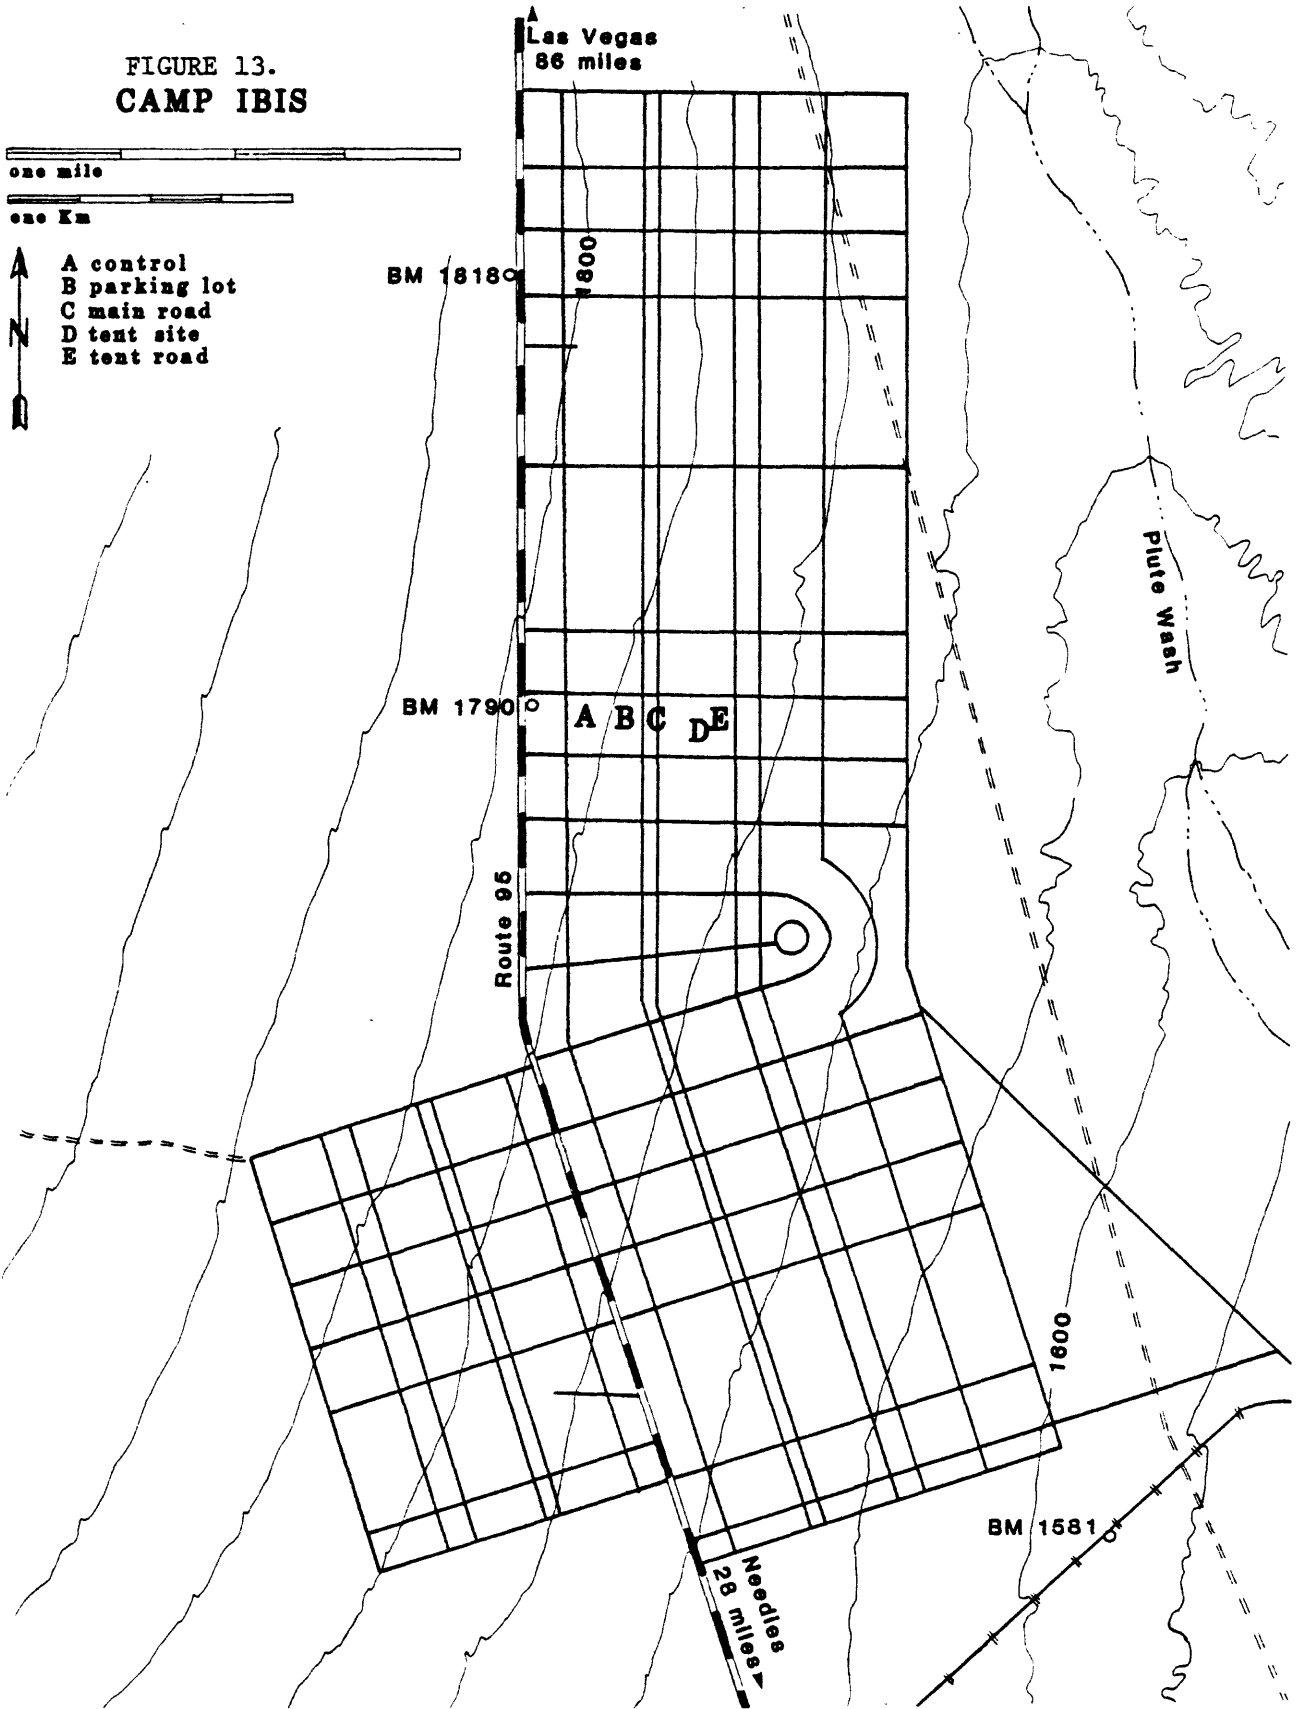 Las Vegas
86 miles
FIGURE 13.
CAMP IBIS
one mile
one Km
N
A control
B parking lot
C main road
D tent site
E tent road
BM 1818
1800
Piute Wash
BM 1790
A B C D E
Route 95
1600
BM 1581
Needles
28 miles